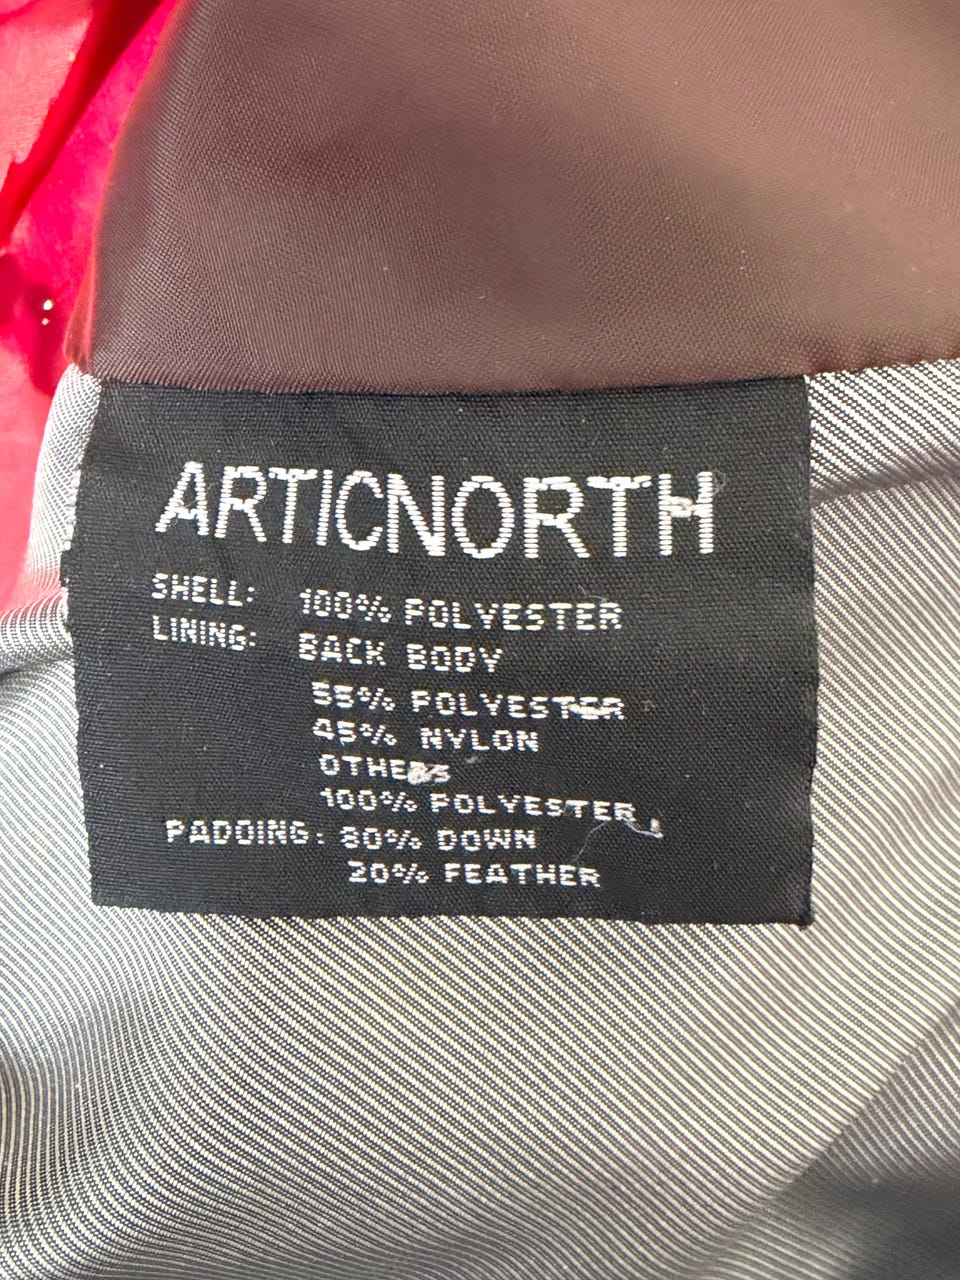 ARTICNORTH
SHELL: 100% POLYESTER
LINING: BACK BODY
55% POLYESTER
45% NYLON
OTHERS
100% POLYESTER
PADDING: 80% DOWN
20% FEATHER